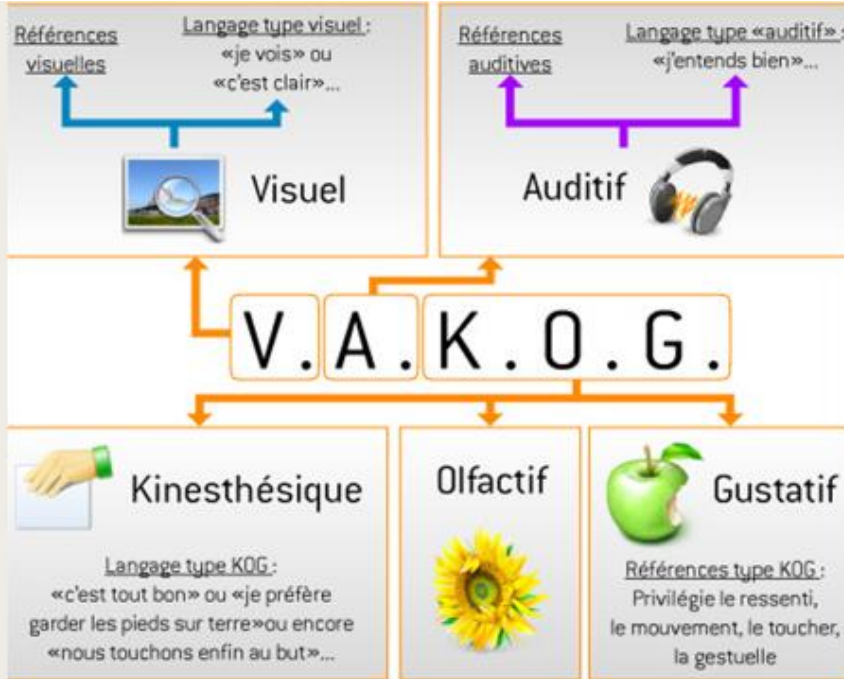 Références
visuelles
Langage type visuel :
«je vois» ou
«c'est clair»...
Visuel
Références
auditives
Langage type «auditif» :
«j'entends bien»...
Auditif
V.A.K.O.G.
Kinesthésique
Langage type KOG :
«c'est tout bon» ou «je préfère
garder les pieds sur terre»ou encore
«nous touchons enfin au but»...
Olfactif
Gustatif
Références type KOG :
Privilégie le ressenti,
le mouvement, le toucher,
la gestuelle